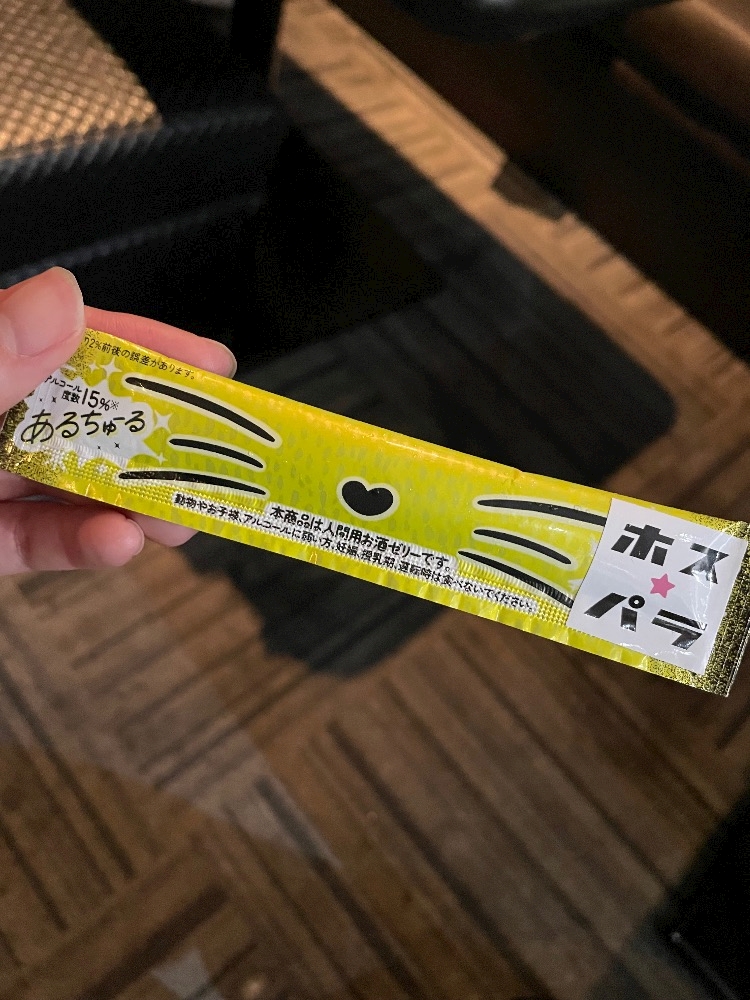 2%前後の誤差があります。
アルコール
度数15%※
あるちゅーる
本商品は人間用お酒ゼリーです。
動物やお子様、アルコールに弱い方、妊娠、授乳期、運転時は食べないでください。
ホス
★
パラ